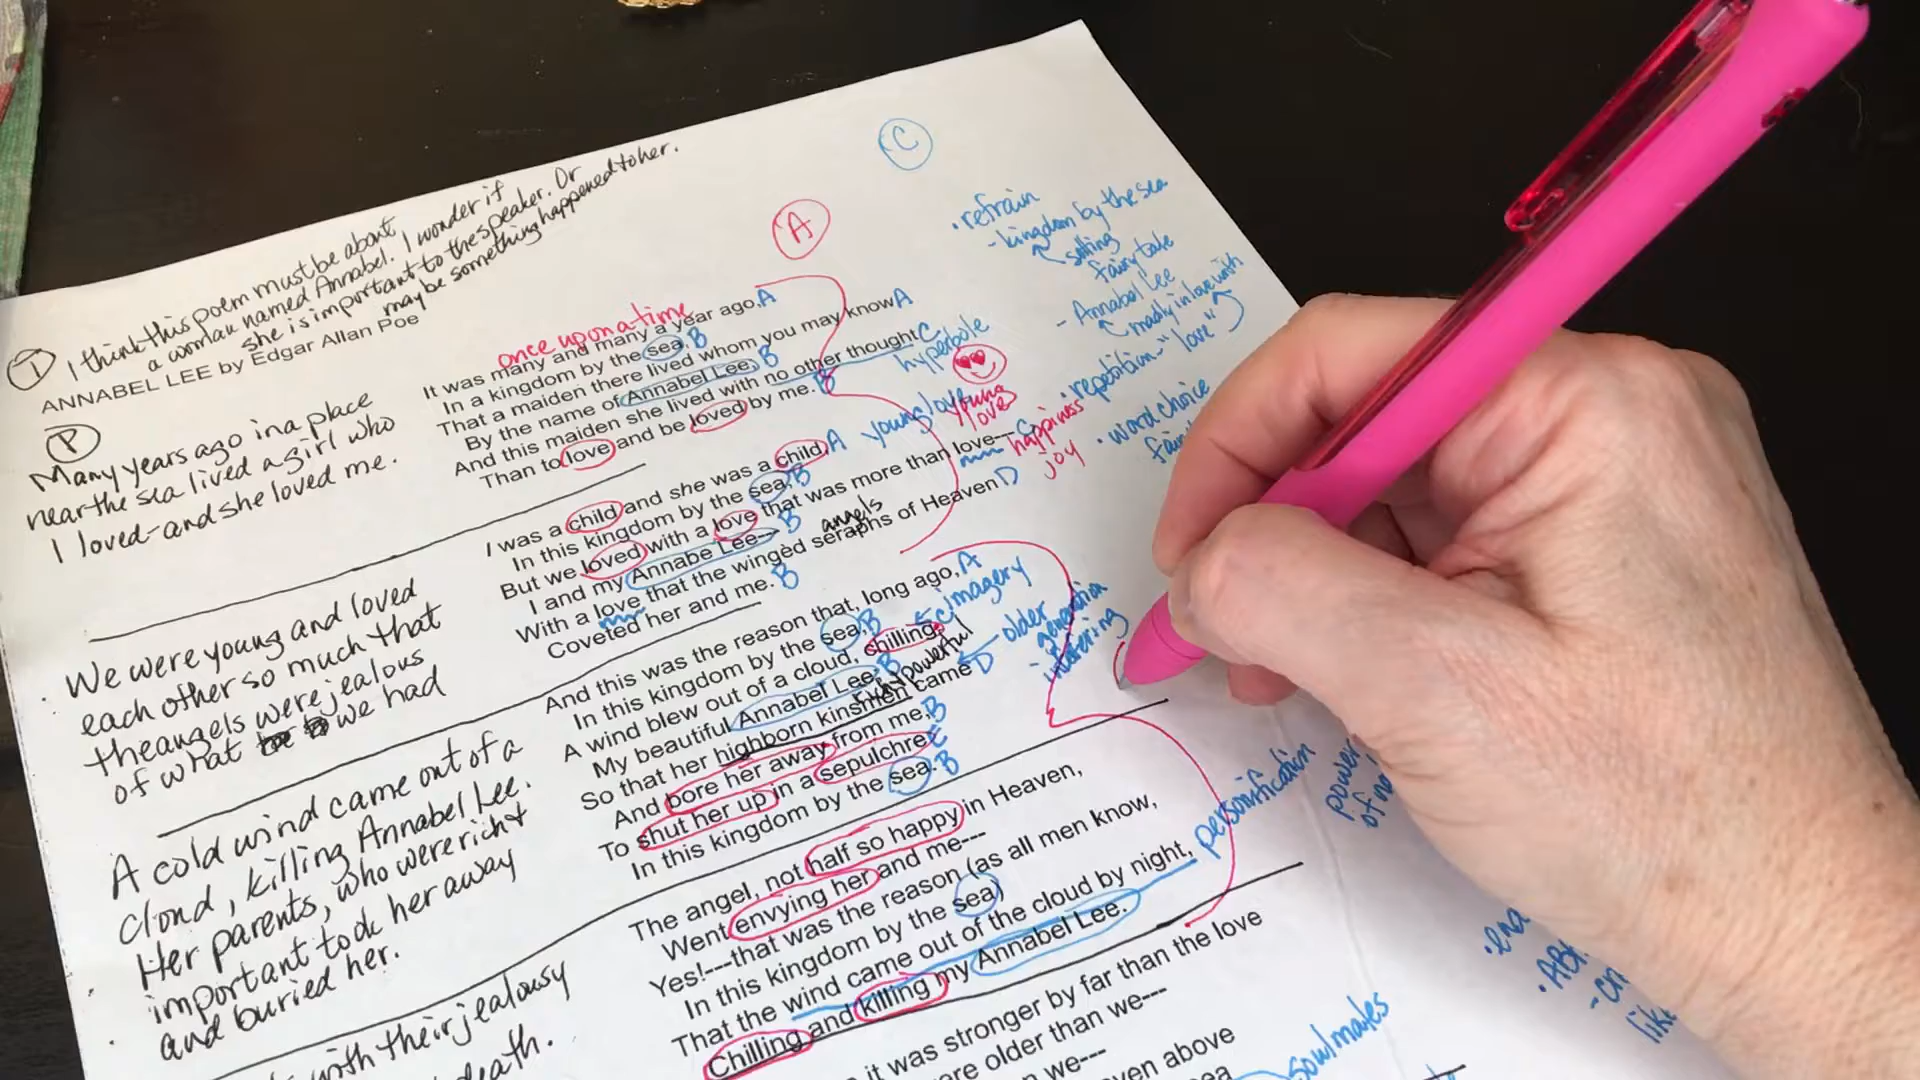 C
A
T
I think this poem must be about
a woman named Annabel. I wonder if
she is important to the speaker. Or
maybe something happened to her.
ANNABEL LEE by Edgar Allan Poe
P
Many years ago in a place
near the sea lived a girl who
I loved - and she loved me.
We were young and loved
each other so much that
the angels were jealous
of what we had
A cold wind came out of a
cloud, killing Annabel Lee.
Her parents, who were rich +
important took her away
and buried her.
with their jealousy
death.
once upon a time
It was many and many a year ago, A
In a kingdom by the sea, B
That a maiden there lived whom you may know A
By the name of Annabel Lee; B
And this maiden she lived with no other thought C
Than to love and be loved by me. B
hyperbole
I was a child and she was a child, A
In this kingdom by the sea, B
But we loved with a love that was more than love--- C
I and my Annabe Lee--- B
angels
With a love that the winged seraphs of Heaven D
Coveted her and me. B
young love
young
loves
happiness
joy
And this was the reason that, long ago, A
In this kingdom by the sea, B
A wind blew out of a cloud, chilling C
My beautiful Annabel Lee; B
So that her highborn kinsmen came D
And bore her away from me, B
To shut her up in a sepulchre E
In this kingdom by the sea. B
imagery
powerful
older
generation
The angel, not half so happy in Heaven,
Went envying her and me---
Yes!---that was the reason (as all men know,
In this kingdom by the sea)
That the wind came out of the cloud by night,
Chilling and killing my Annabel Lee.
personification
it was stronger by far than the love
were older than we---
n we---
ven above
sea
soulmates
• refrain
- kingdom by the sea
setting
fairy tale
- Annabel Lee
madly in love with
• repetition - "love"
• word choice
power
of